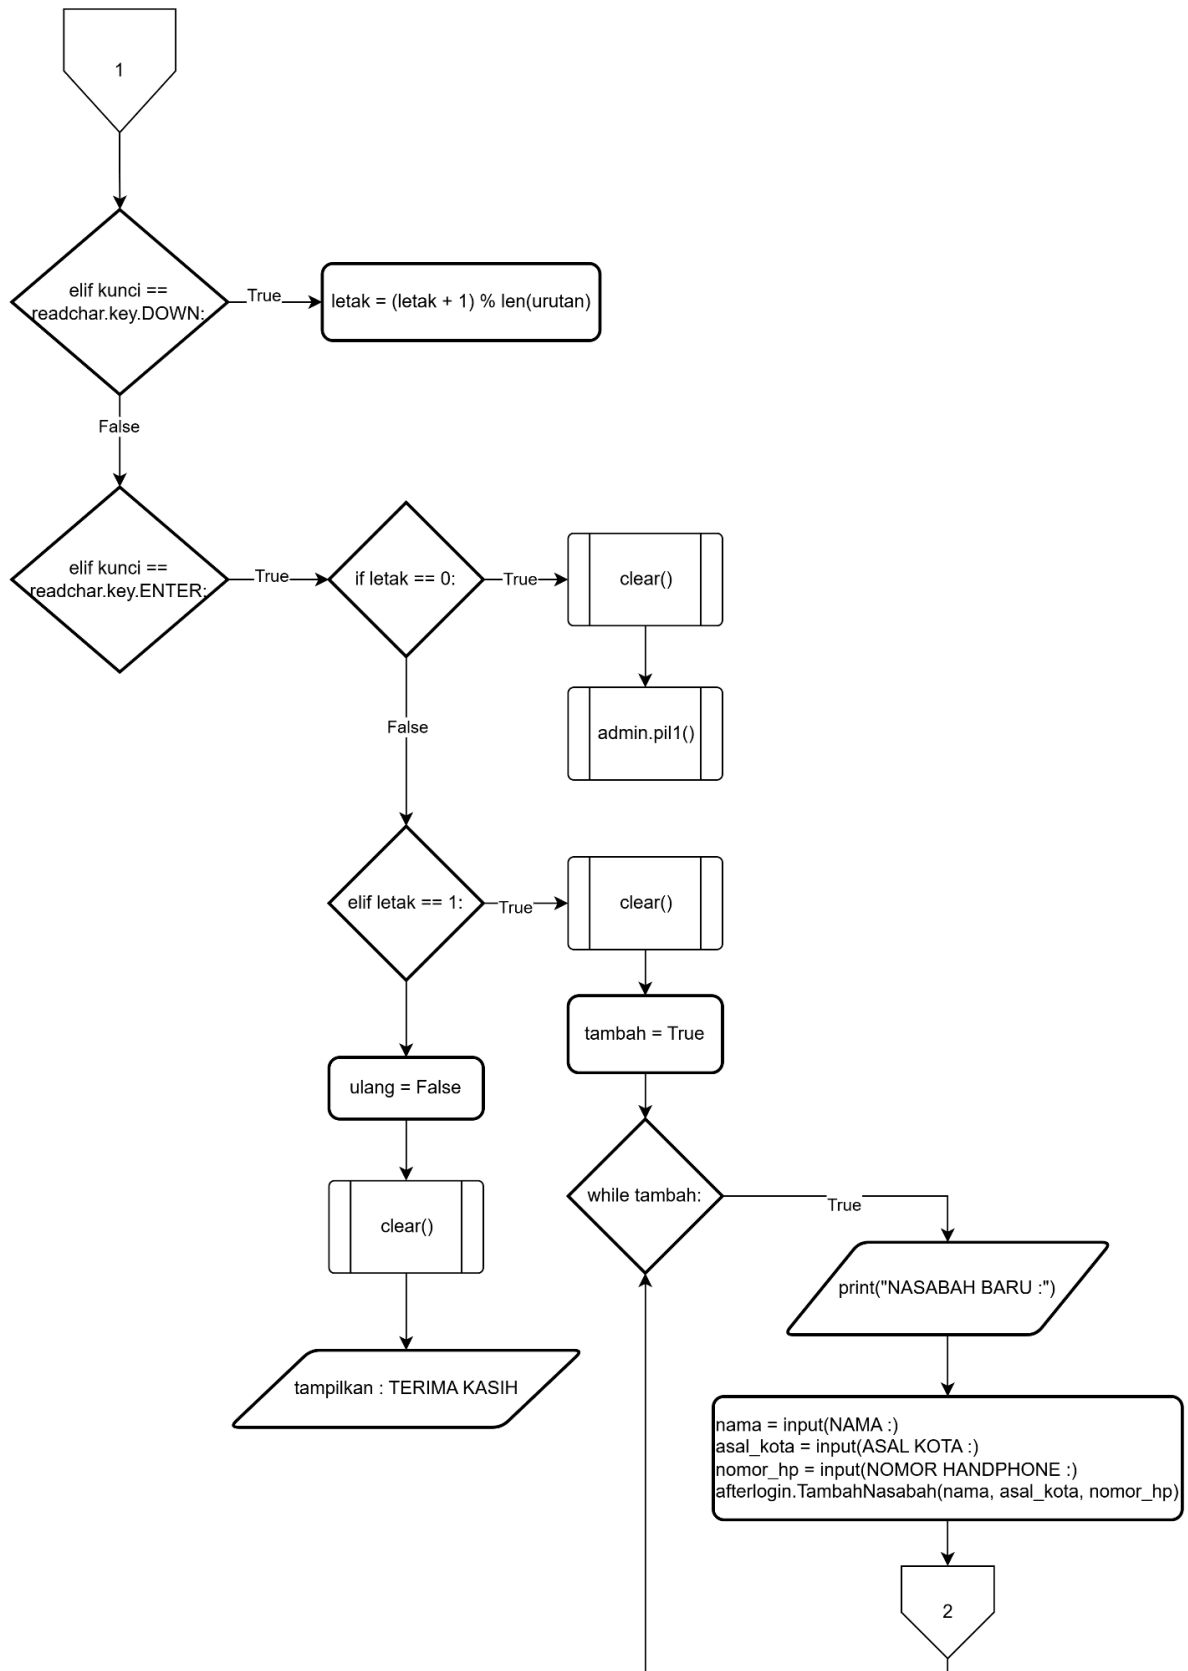 1
elif kunci ==
readchar.key.DOWN:
True
letak = (letak + 1) % len(urutan)
False
elif kunci ==
readchar.key.ENTER:
True
if letak == 0:
True
clear()
admin.pil1()
False
elif letak == 1:
True
clear()
tambah = True
ulang = False
while tambah:
True
clear()
print("NASABAH BARU :")
tampilkan : TERIMA KASIH
nama = input(NAMA :)
asal_kota = input(ASAL KOTA :)
nomor_hp = input(NOMOR HANDPHONE :)
afterlogin.TambahNasabah(nama, asal_kota, nomor_hp)
2